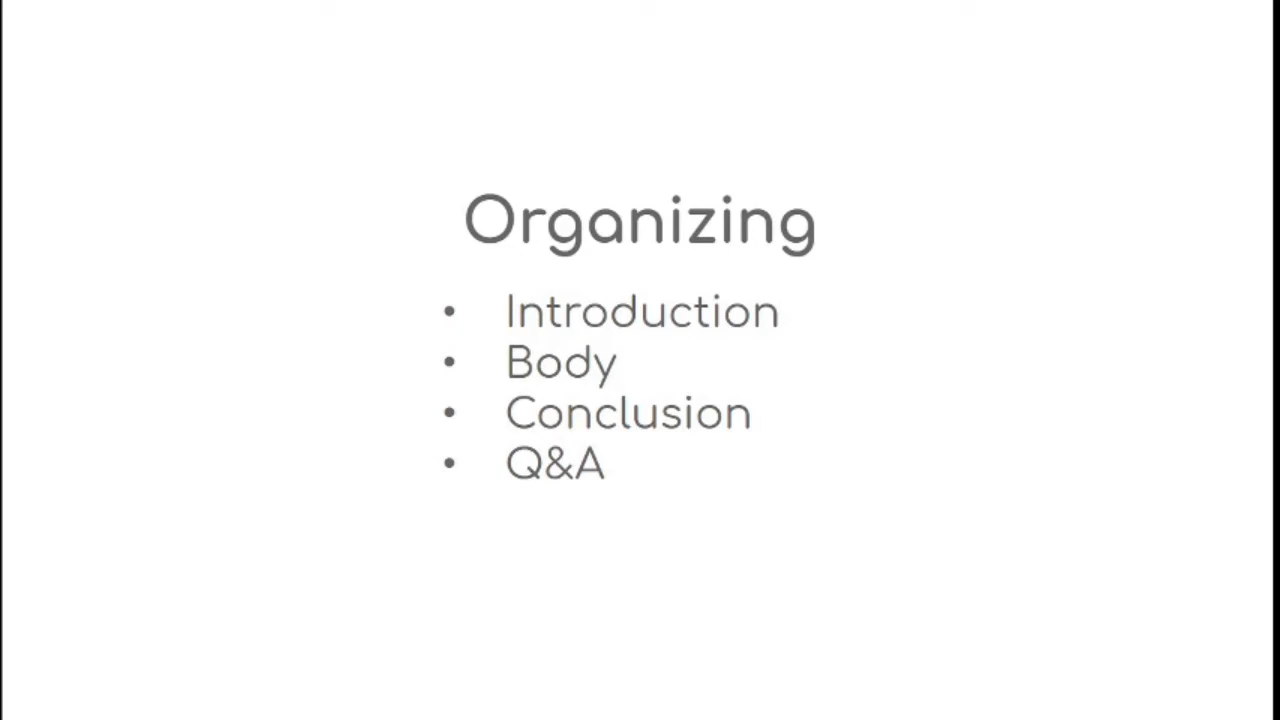 Organizing
• Introduction
• Body
• Conclusion
• Q&A